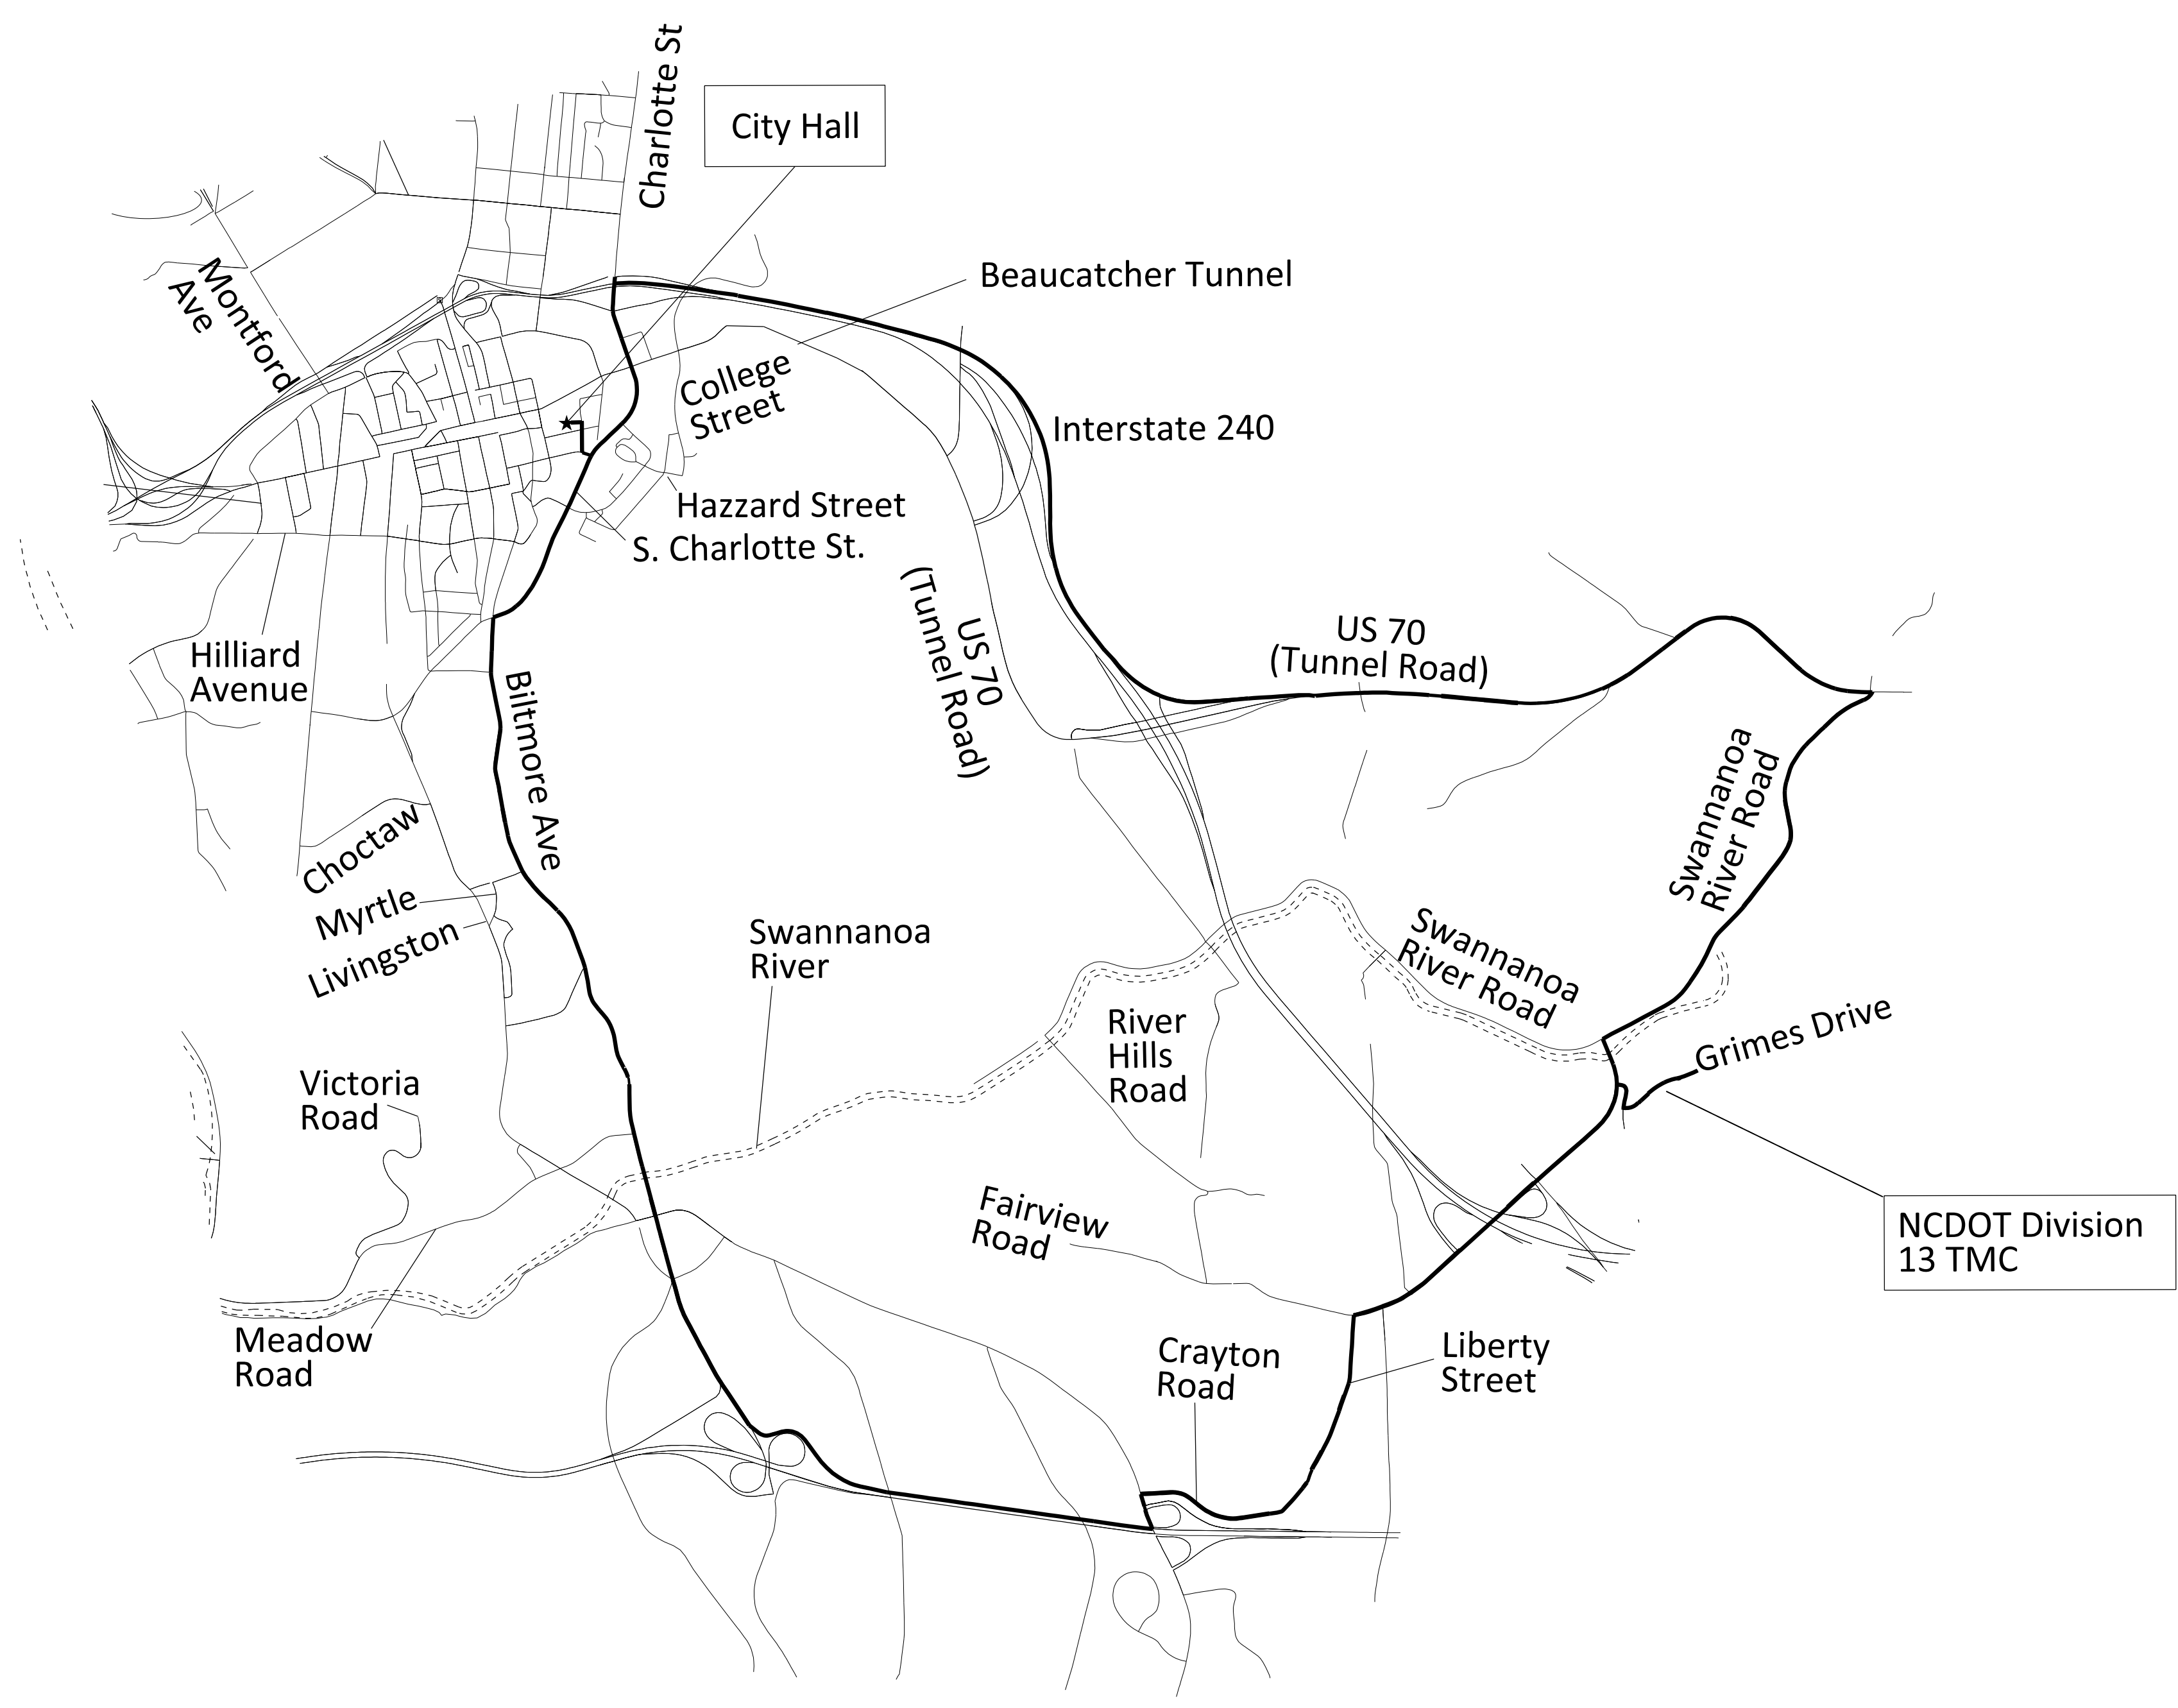 Charlotte St
City Hall
Beaucatcher Tunnel
Montford
Ave
College
Street
Interstate 240
Hazzard Street
S. Charlotte St.
US 70
(Tunnel Road)
US 70
(Tunnel Road)
Hilliard
Avenue
Biltmore Ave
Swannanoa
River Road
Choctaw
Myrtle
Livingston
Swannanoa
River
Swannanoa
River Road
River
Hills
Road
Grimes Drive
Victoria
Road
Fairview
Road
NCDOT Division
13 TMC
Meadow
Road
Crayton
Road
Liberty
Street